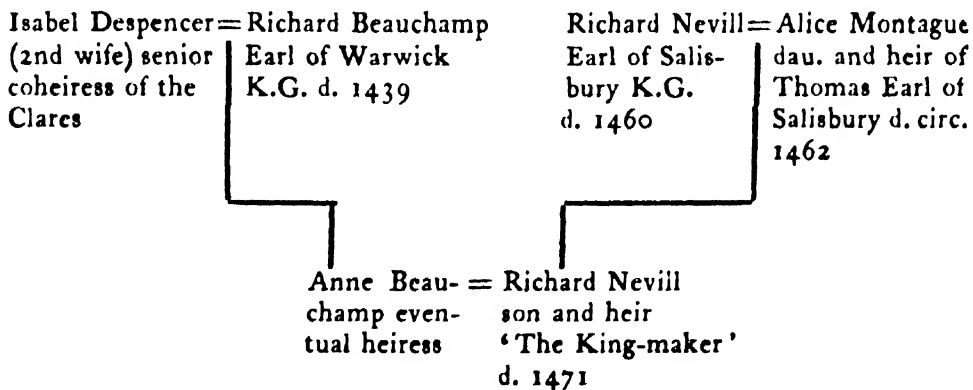 Isabel Despencer = Richard Beauchamp
(2nd wife) senior Earl of Warwick
coheiress of the K.G. d. 1439
Clares
Richard Nevill = Alice Montague
Earl of Salis- dau. and heir of
bury K.G. Thomas Earl of
d. 1460 Salisbury d. circ.
1462
Anne Beau- = Richard Nevill
champ even- son and heir
tual heiress ‘The King-maker’
d. 1471